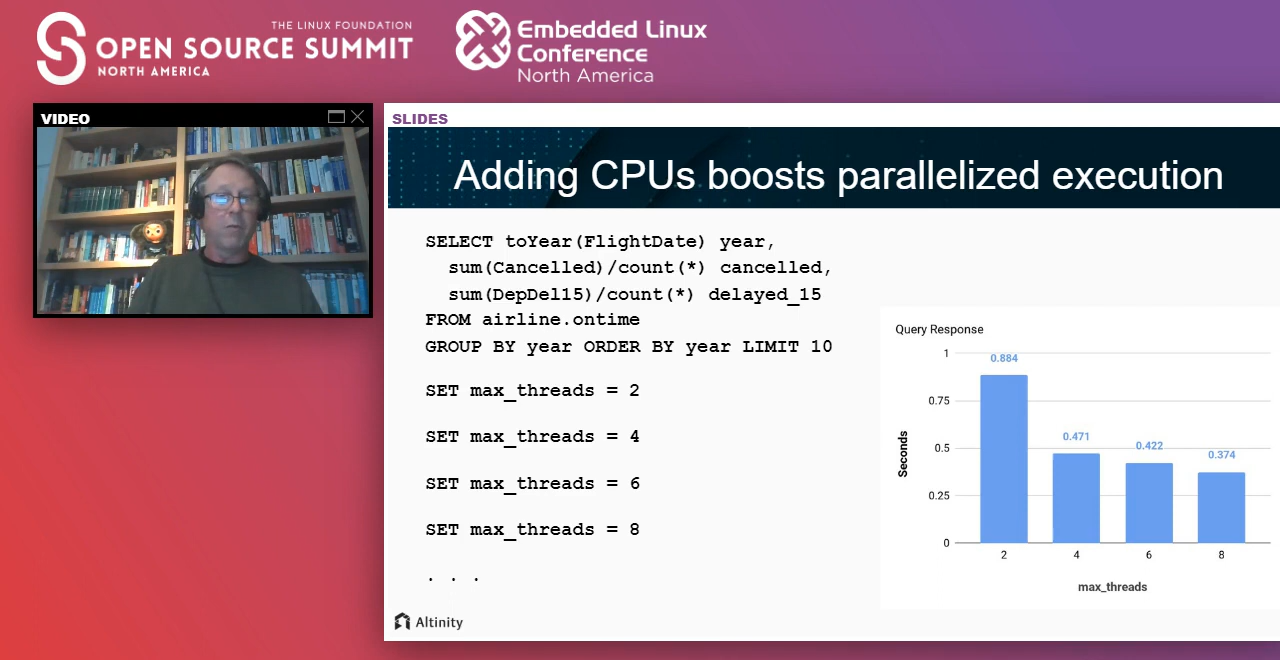 THE LINUX FOUNDATION
OPEN SOURCE SUMMIT
NORTH AMERICA
Embedded Linux
Conference
North America
VIDEO
SLIDES
Adding CPUs boosts parallelized execution
SELECT toYear(FlightDate) year,
sum(Cancelled)/count(*) cancelled,
sum(DepDel15)/count(*) delayed_15
FROM airline.ontime
GROUP BY year ORDER BY year LIMIT 10
SET max_threads = 2
SET max_threads = 4
SET max_threads = 6
SET max_threads = 8
. . .
Query Response
1
0.75
0.5
0.25
0
Seconds
0.884
0.471
0.422
0.374
2 4 6 8
max_threads
Altinity